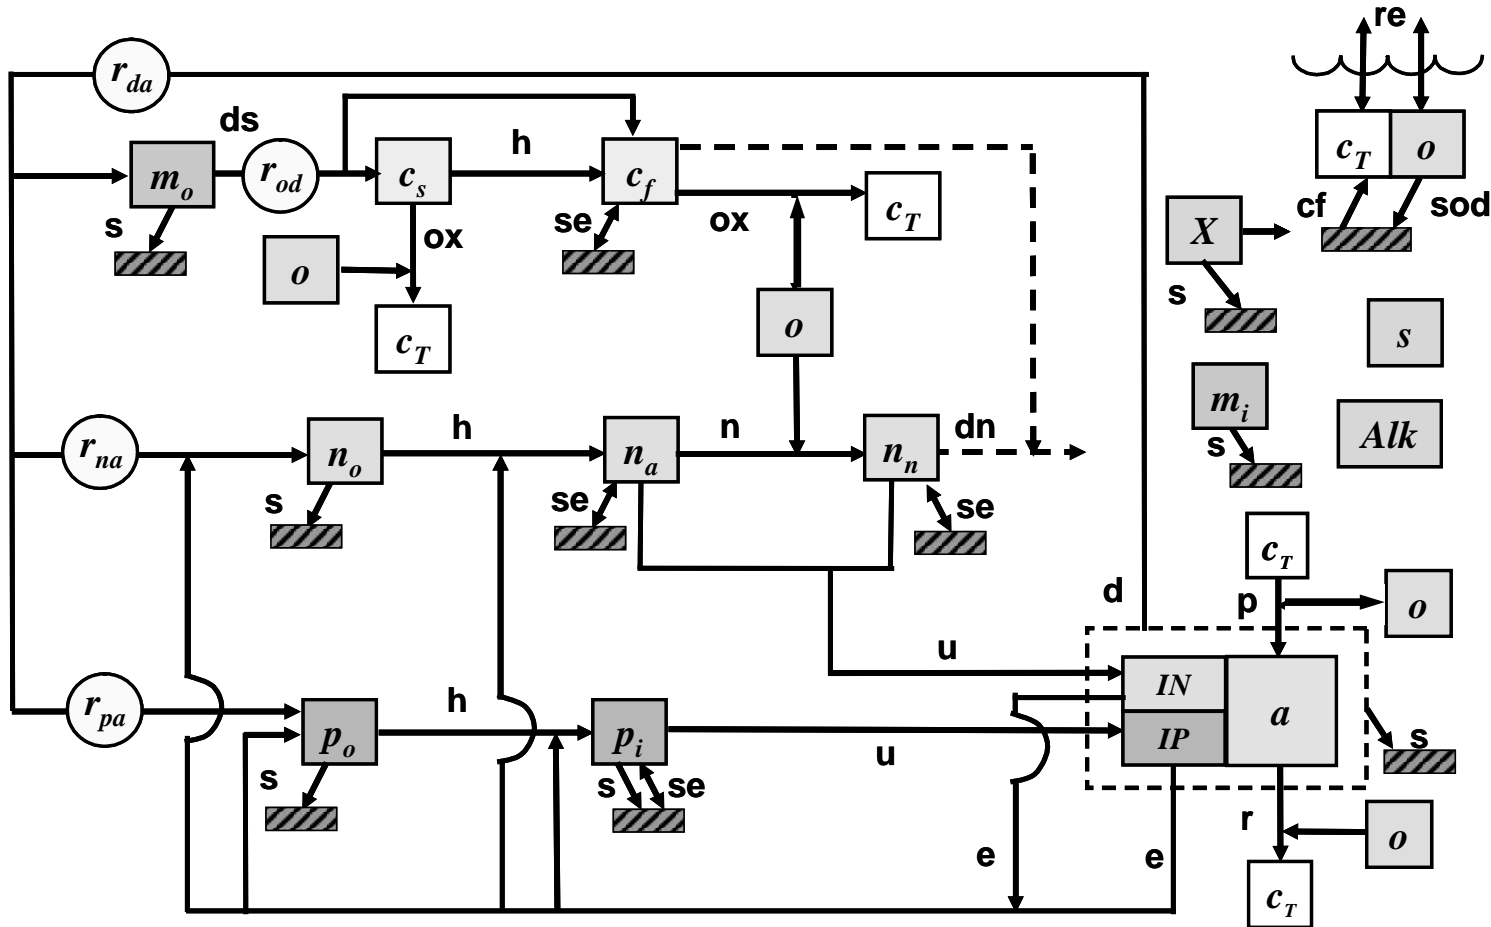 re
r_da
ds
h
c_T o
m_o r_od c_s c_f
s ox se ox c_T
cf sod
X
o
s
o
c_T
s
m_i
s
Alk
h n dn
r_na n_o n_a n_n
s se se
c_T
d p o
u
IN a
h
r_pa p_o p_i IP
s s se u s
r o
e e
c_T